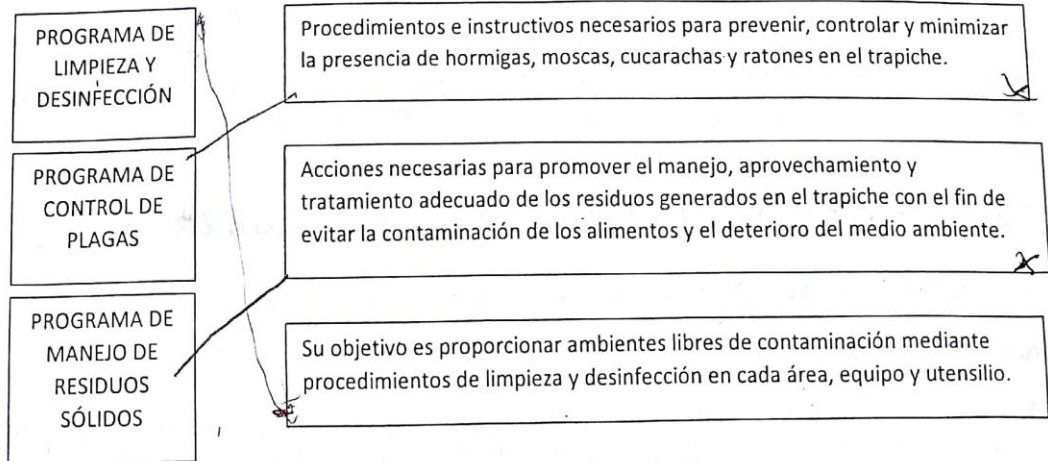 PROGRAMA DE
LIMPIEZA Y
DESINFECCIÓN
Procedimientos e instructivos necesarios para prevenir, controlar y minimizar
la presencia de hormigas, moscas, cucarachas y ratones en el trapiche.
PROGRAMA DE
CONTROL DE
PLAGAS
Acciones necesarias para promover el manejo, aprovechamiento y
tratamiento adecuado de los residuos generados en el trapiche con el fin de
evitar la contaminación de los alimentos y el deterioro del medio ambiente.
PROGRAMA DE
MANEJO DE
RESIDUOS
SÓLIDOS
Su objetivo es proporcionar ambientes libres de contaminación mediante
procedimientos de limpieza y desinfección en cada área, equipo y utensilio.